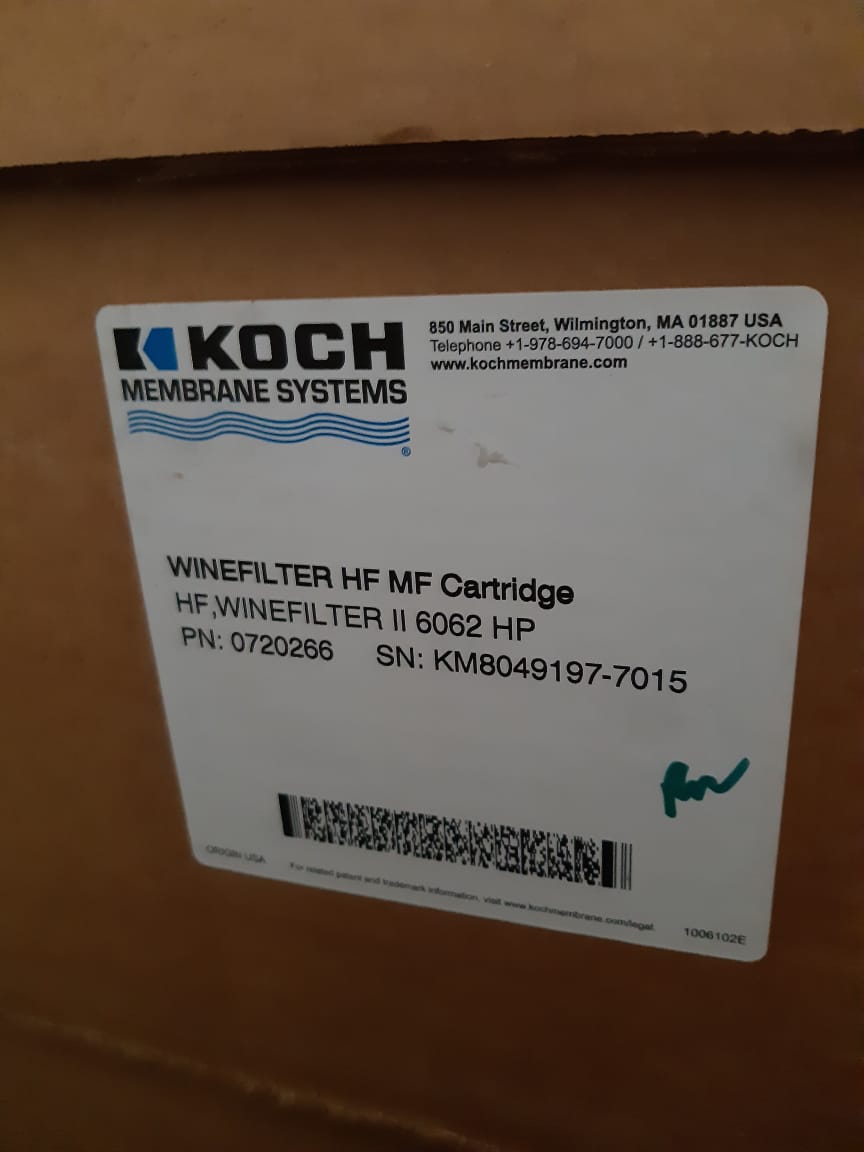 KOCH
MEMBRANE SYSTEMS
®
850 Main Street, Wilmington, MA 01887 USA
Telephone +1-978-694-7000 / +1-888-677-KOCH
www.kochmembrane.com
WINEFILTER HF MF Cartridge
HF,WINEFILTER II 6062 HP
PN: 0720266 SN: KM8049197-7015
ORIGIN USA
For related patent and trademark information, visit www.kochmembrane.com/legal.
1006102E